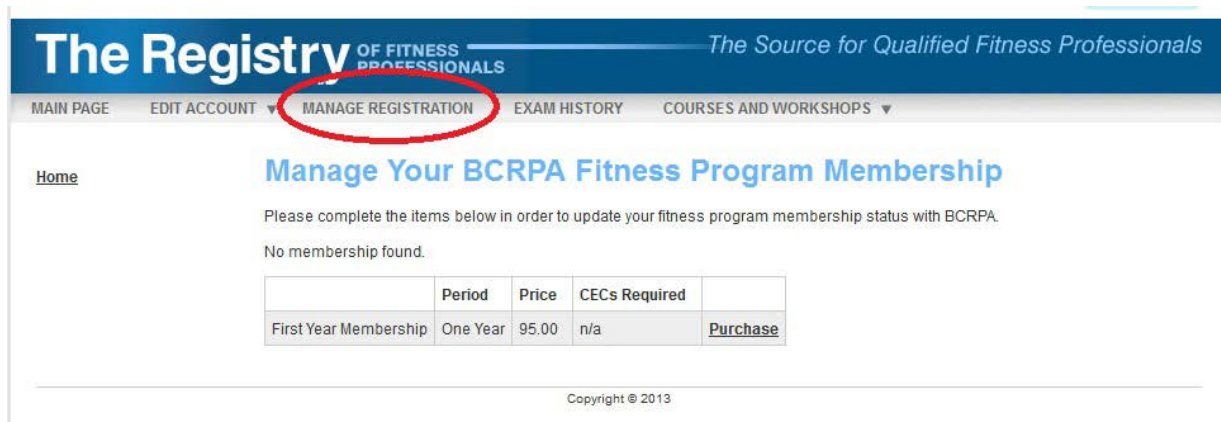 The Registry OF FITNESS PROFESSIONALS The Source for Qualified Fitness Professionals
MAIN PAGE EDIT ACCOUNT ▼ MANAGE REGISTRATION EXAM HISTORY COURSES AND WORKSHOPS ▼
Home
Manage Your BCRPA Fitness Program Membership
Please complete the items below in order to update your fitness program membership status with BCRPA.
No membership found.
Period Price CECs Required
First Year Membership One Year 95.00 n/a Purchase
Copyright © 2013